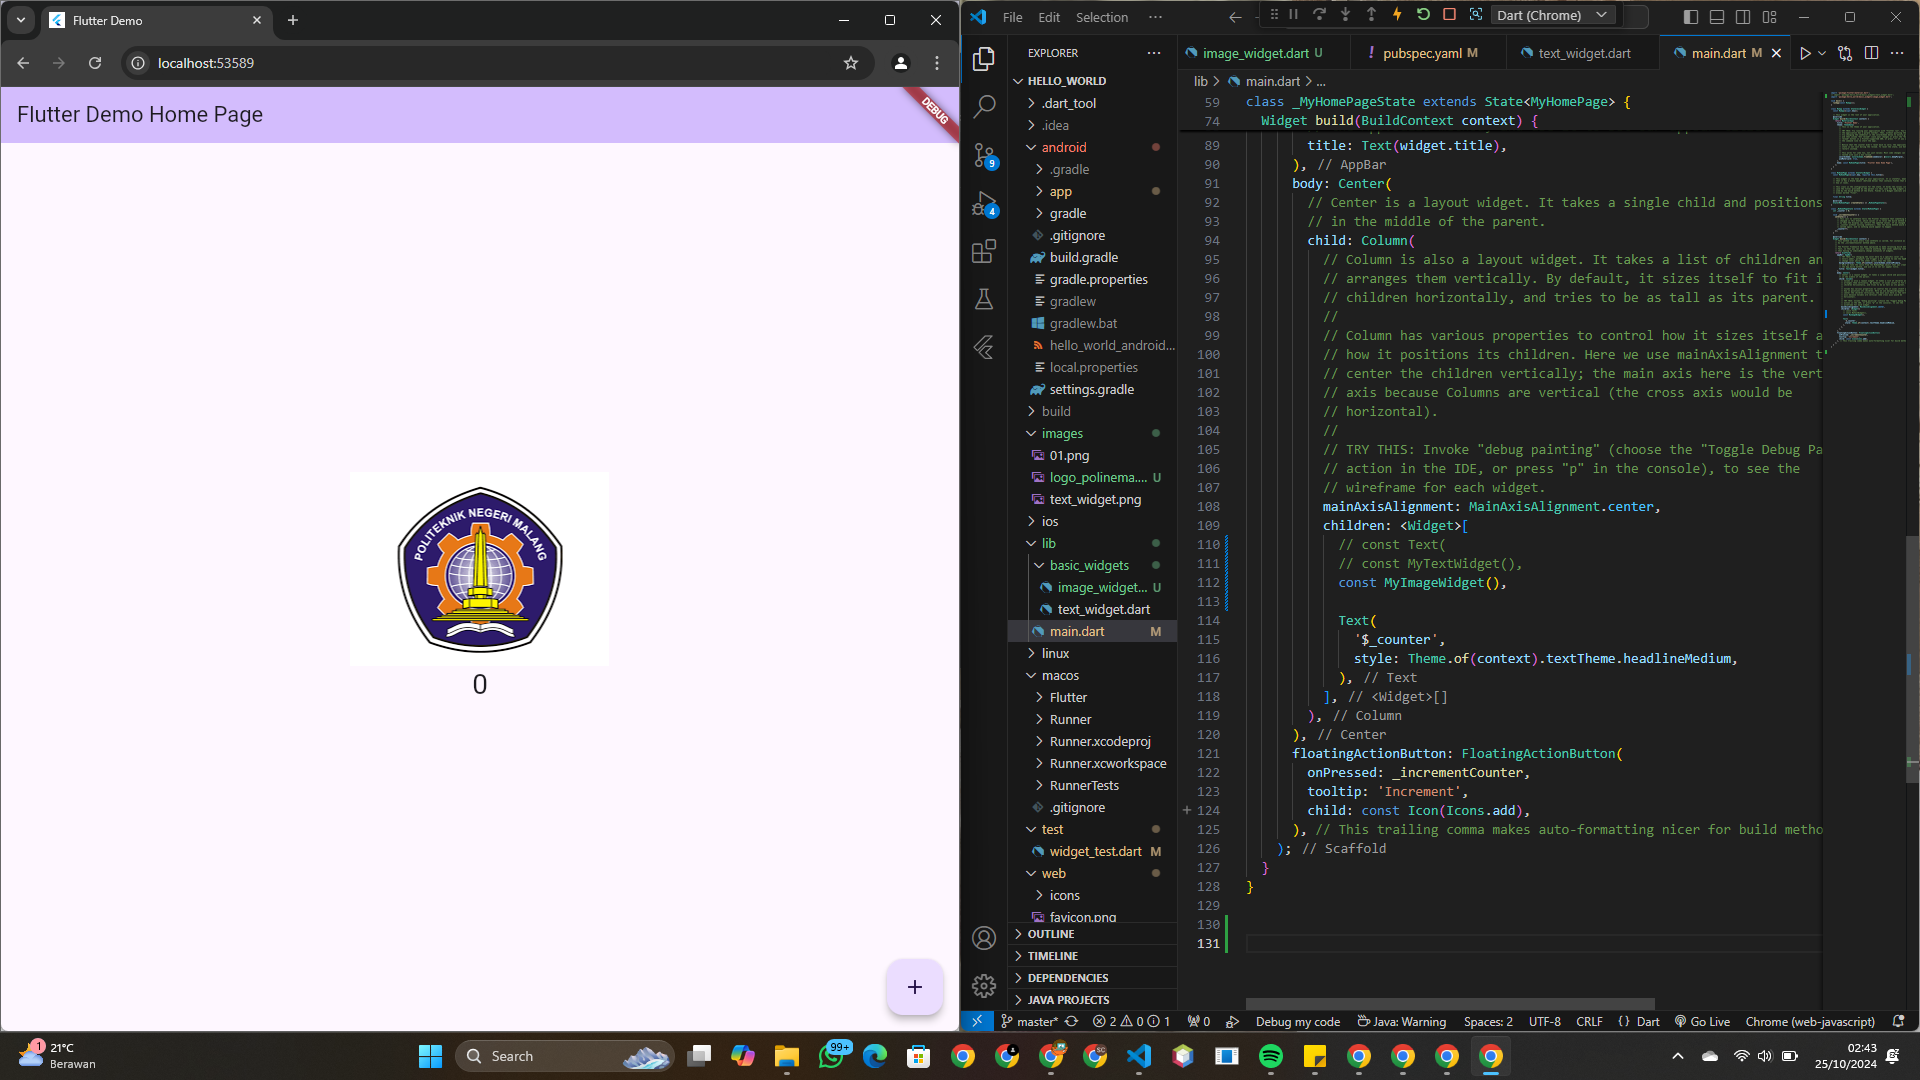 Flutter Demo
localhost:53589
Flutter Demo Home Page
DEBUG
POLITEKNIK NEGERI MALANG
0
+
File Edit Selection ...
Dart (Chrome)
EXPLORER
HELLO_WORLD
.dart_tool
.idea
android
.gradle
app
gradle
.gitignore
build.gradle
gradle.properties
gradlew
gradlew.bat
hello_world_android...
local.properties
settings.gradle
build
images
01.png
logo_polinema.... U
text_widget.png
ios
lib
basic_widgets
image_widget... U
text_widget.dart
main.dart M
linux
macos
Flutter
Runner
Runner.xcodeproj
Runner.xcworkspace
RunnerTests
.gitignore
test
widget_test.dart M
web
icons
favicon.png
OUTLINE
TIMELINE
DEPENDENCIES
JAVA PROJECTS
9
4
image_widget.dart U
! pubspec.yaml M
text_widget.dart
main.dart M
lib > main.dart > ...
59 class _MyHomePageState extends State<MyHomePage> {
74 Widget build(BuildContext context) {
89 title: Text(widget.title),
90 ), // AppBar
91 body: Center(
92 // Center is a layout widget. It takes a single child and positions
93 // in the middle of the parent.
94 child: Column(
95 // Column is also a layout widget. It takes a list of children an
96 // arranges them vertically. By default, it sizes itself to fit i
97 // children horizontally, and tries to be as tall as its parent.
98 //
99 // Column has various properties to control how it sizes itself a
100 // how it positions its children. Here we use mainAxisAlignment t
101 // center the children vertically; the main axis here is the vert
102 // axis because Columns are vertical (the cross axis would be
103 // horizontal).
104 //
105 // TRY THIS: Invoke "debug painting" (choose the "Toggle Debug Pa
106 // action in the IDE, or press "p" in the console), to see the
107 // wireframe for each widget.
108 mainAxisAlignment: MainAxisAlignment.center,
109 children: <Widget>[
110 // const Text(
111 // const MyTextWidget(),
112 const MyImageWidget(),
113
114 Text(
115 '$_counter',
116 style: Theme.of(context).textTheme.headlineMedium,
117 ), // Text
118 ], // <Widget>[]
119 ), // Column
120 ), // Center
121 floatingActionButton: FloatingActionButton(
122 onPressed: _incrementCounter,
123 tooltip: 'Increment',
124 child: const Icon(Icons.add),
125 ), // This trailing comma makes auto-formatting nicer for build metho
126 ); // Scaffold
127 }
128 }
129
130
131
master* 2 0 1 0 Debug my code Java: Warning Spaces: 2 UTF-8 CRLF {} Dart Go Live Chrome (web-javascript)
1
21°C
Berawan
Search
99+
02:43
25/10/2024